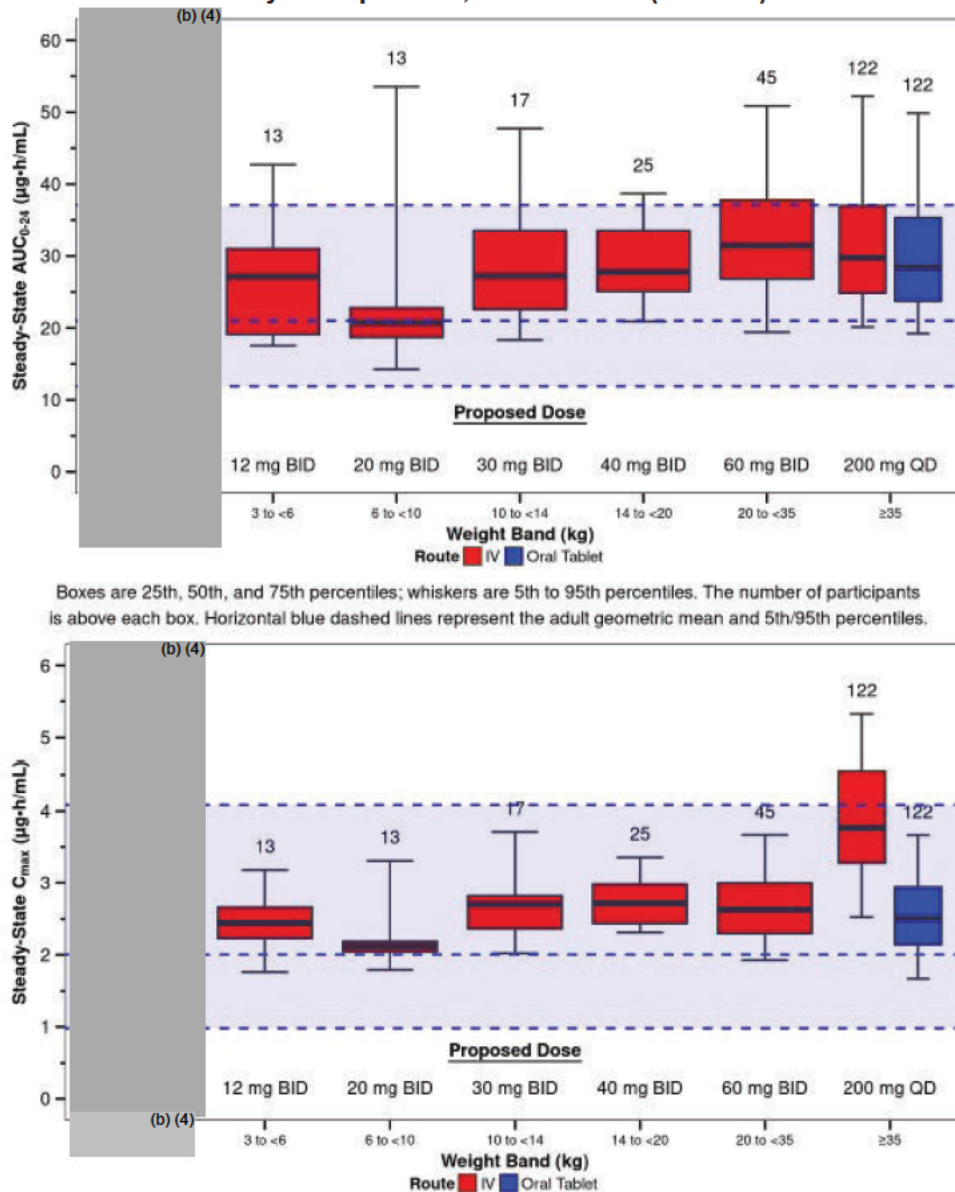 (b) (4)
Steady-State AUC0-24 (µg•h/mL)
60
50
40
30
20
10
0
13
13
17
25
45
122
122
Proposed Dose
12 mg BID 20 mg BID 30 mg BID 40 mg BID 60 mg BID 200 mg QD
3 to <6 6 to <10 10 to <14 14 to <20 20 to <35 ≥35
Weight Band (kg)
Route IV Oral Tablet
Boxes are 25th, 50th, and 75th percentiles; whiskers are 5th to 95th percentiles. The number of participants
is above each box. Horizontal blue dashed lines represent the adult geometric mean and 5th/95th percentiles.
(b) (4)
Steady-State Cmax (µg•h/mL)
6
5
4
3
2
1
0
13
13
17
25
45
122
122
Proposed Dose
12 mg BID 20 mg BID 30 mg BID 40 mg BID 60 mg BID 200 mg QD
(b) (4)
3 to <6 6 to <10 10 to <14 14 to <20 20 to <35 ≥35
Weight Band (kg)
Route IV Oral Tablet